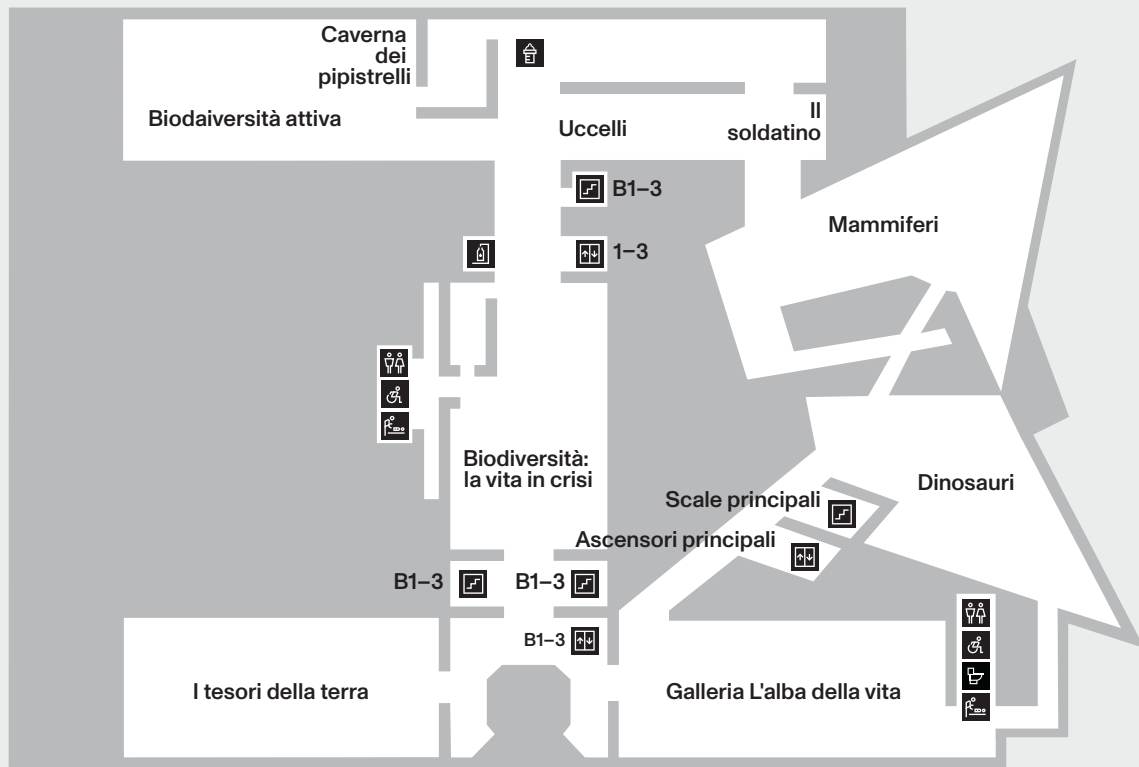 Caverna
dei
pipistrelli
Biodaiversità attiva
Uccelli
Il
soldatino
B1–3
Mammiferi
1–3
Biodiversità:
la vita in crisi
Dinosauri
Scale principali
Ascensori principali
B1–3
B1–3
B1–3
I tesori della terra
Galleria L'alba della vita